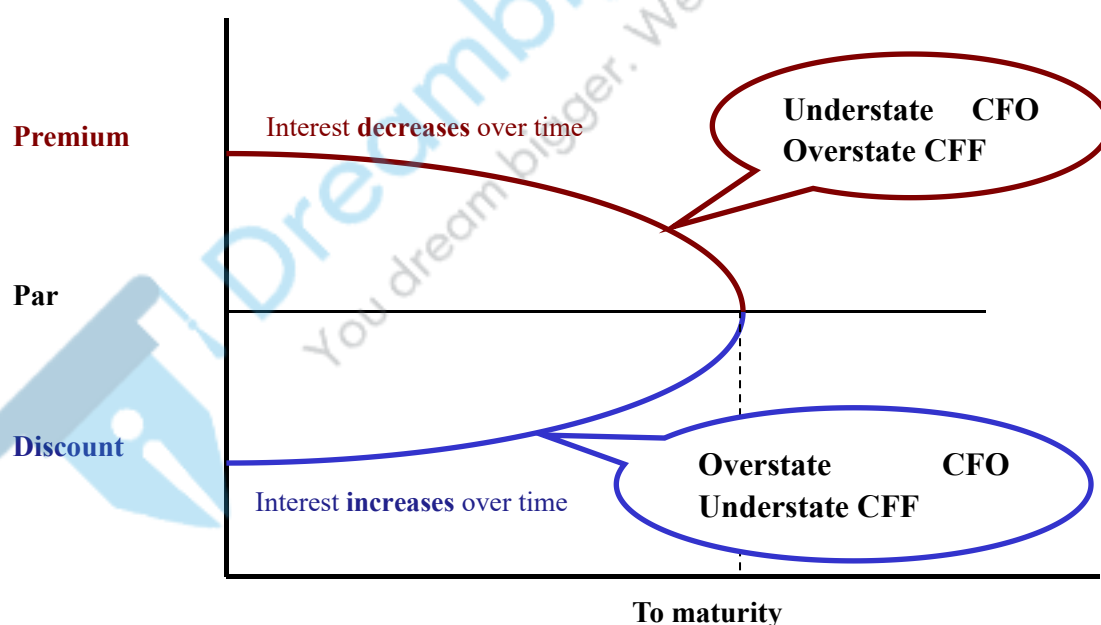 Dreamb
You dream bigger. We
Understate CFO
Overstate CFF
Interest decreases over time
Premium
Par
Discount
Overstate CFO
Understate CFF
Interest increases over time
To maturity